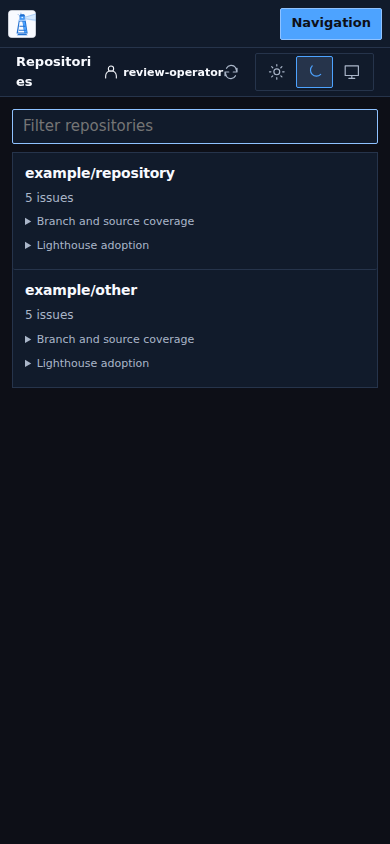 Navigation
Repositori
es
review-operator
Filter repositories
example/repository
5 issues
Branch and source coverage
Lighthouse adoption
example/other
5 issues
Branch and source coverage
Lighthouse adoption